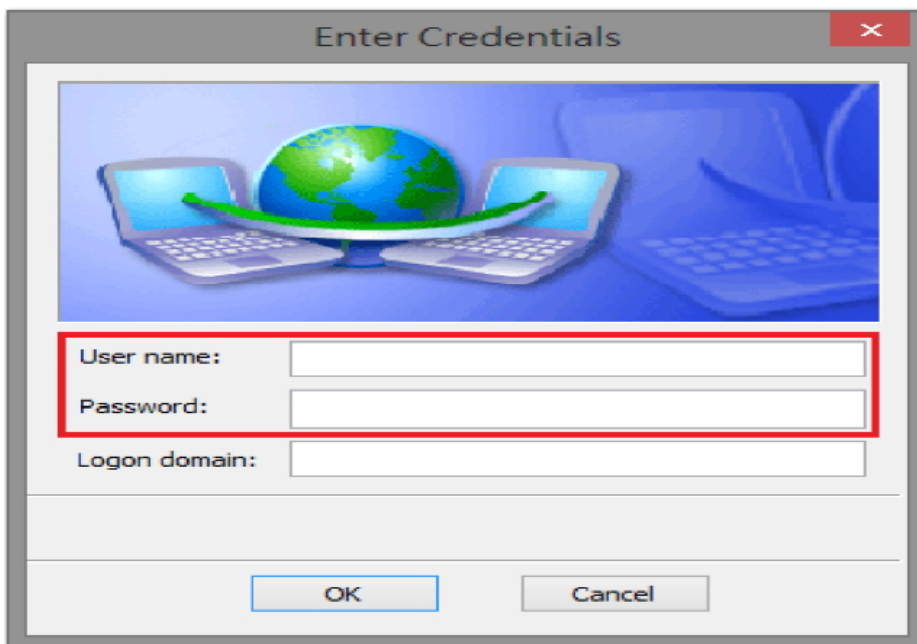 Enter Credentials
User name:
Password:
Logon domain:
OK
Cancel